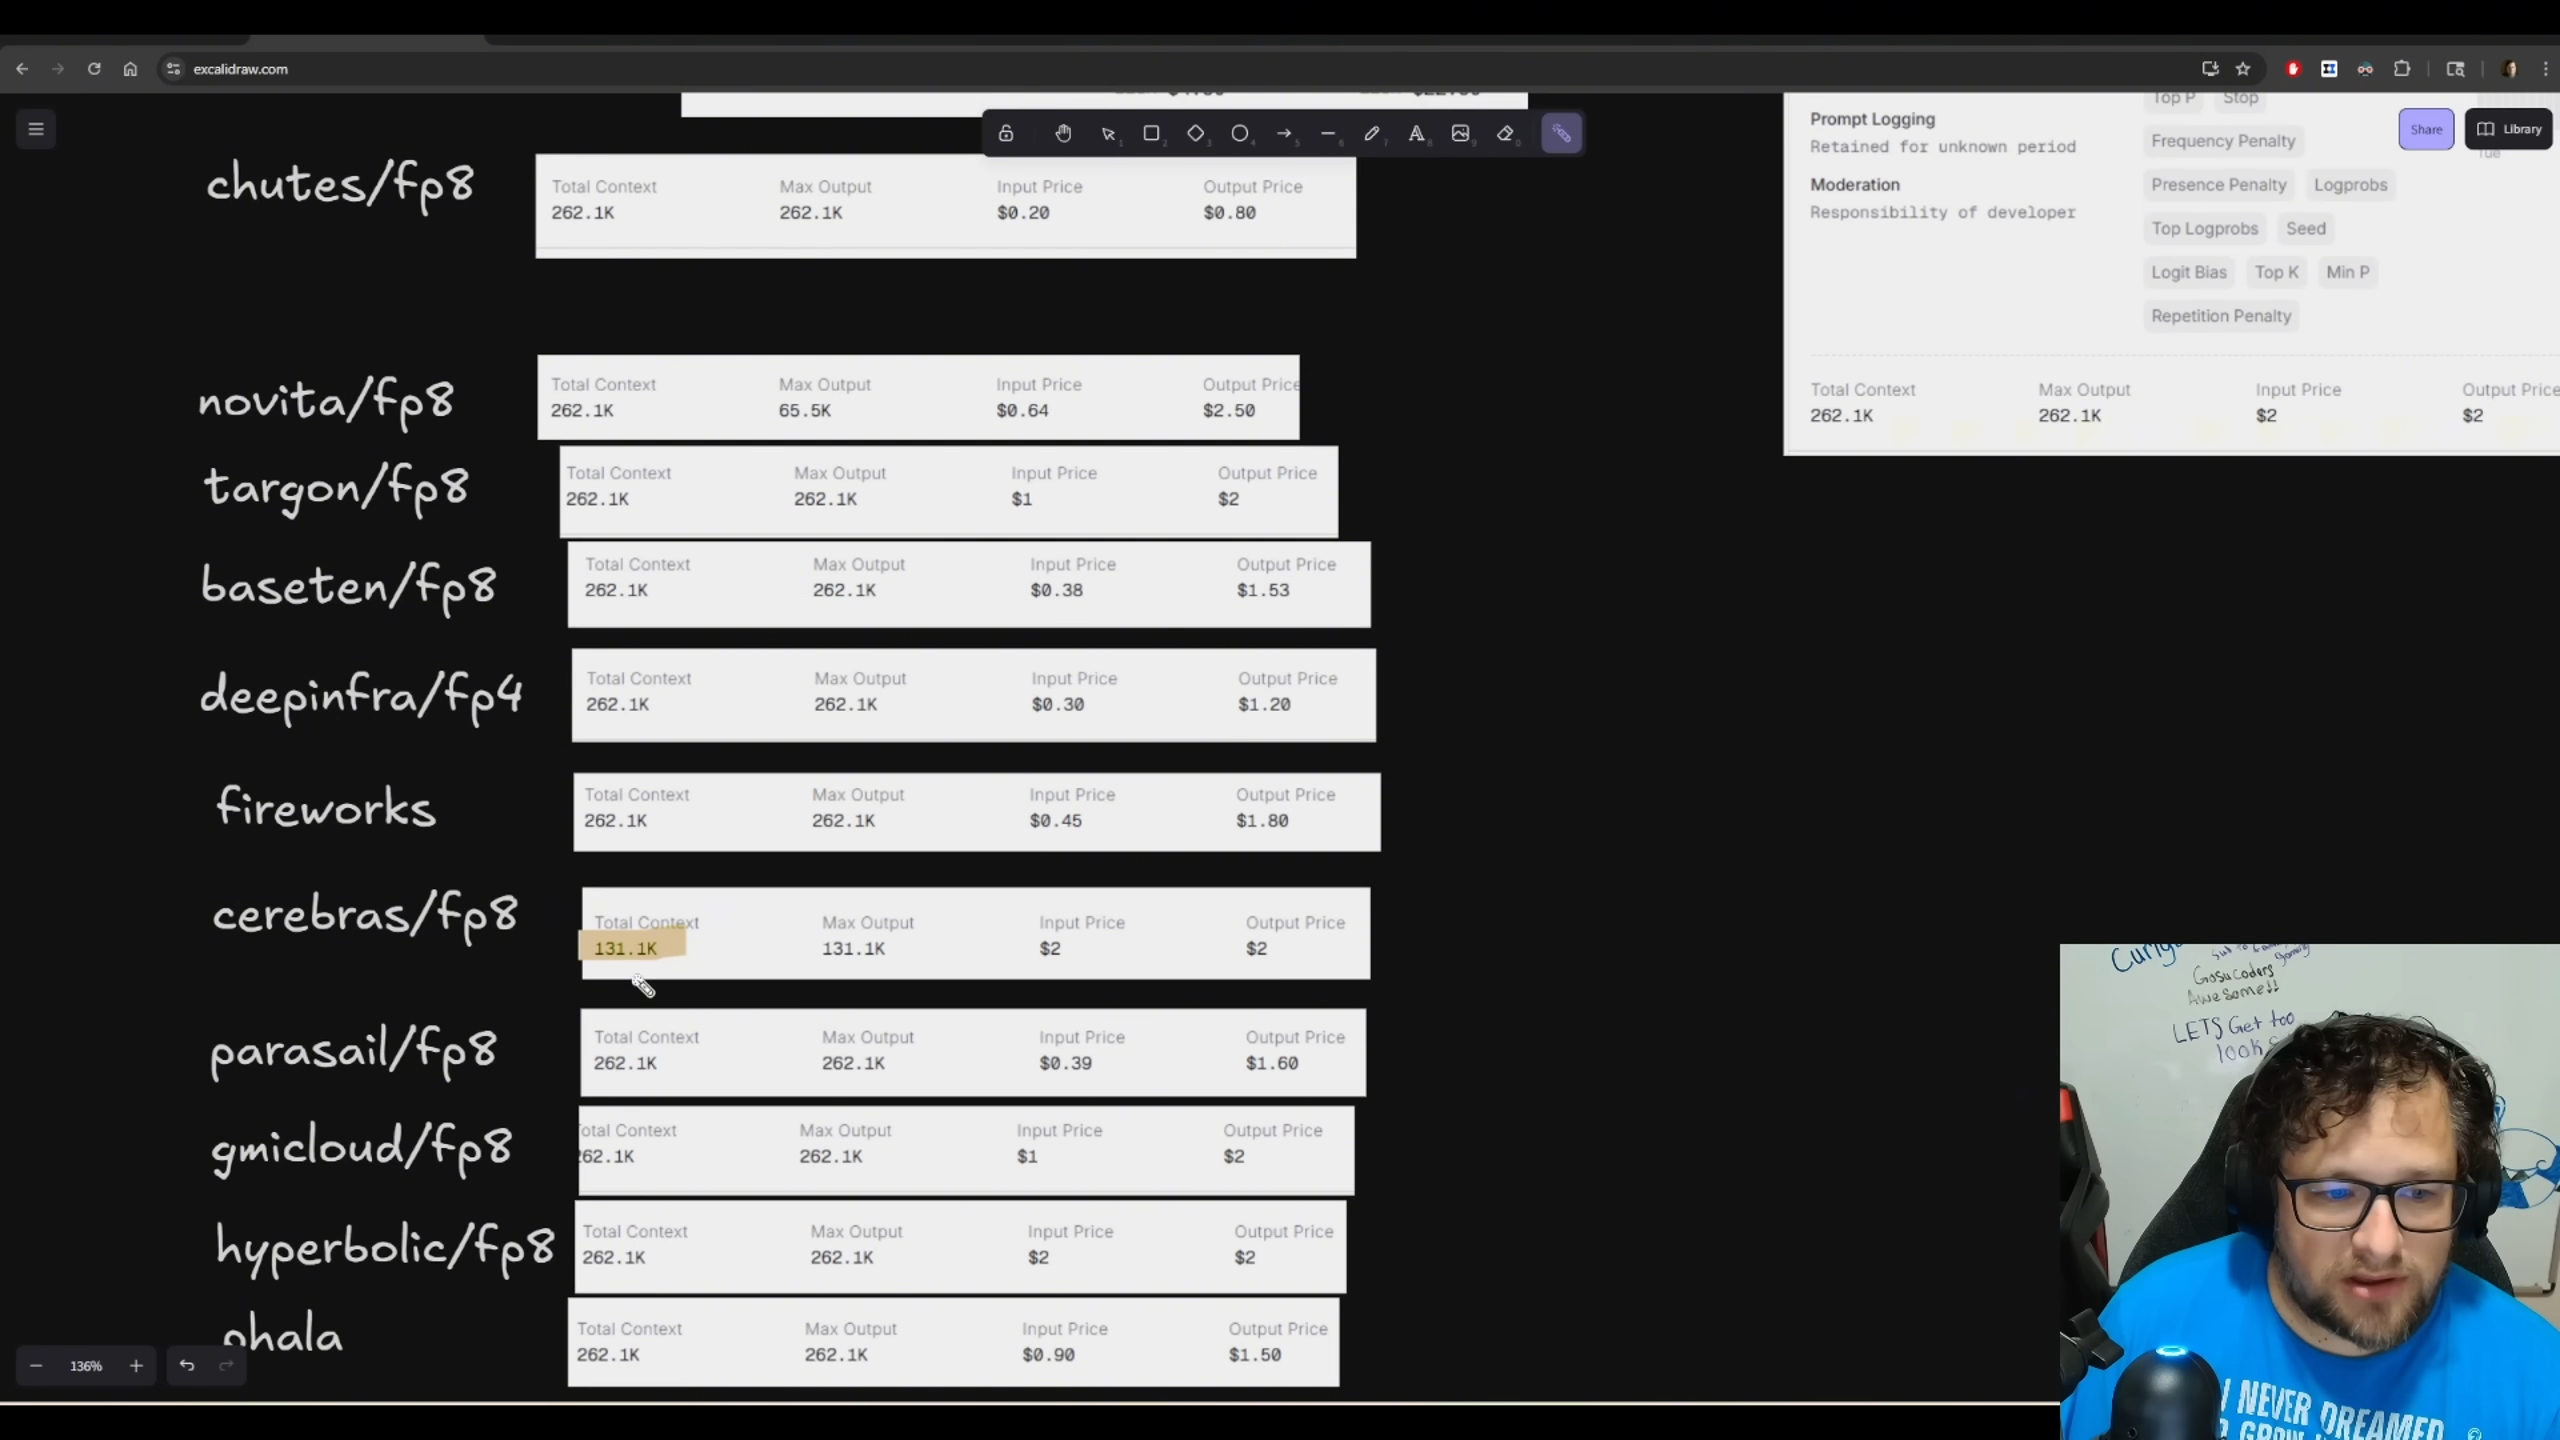 excalidraw.com
chutes/fp8
Total Context Max Output Input Price Output Price
262.1K 262.1K $0.20 $0.80
novita/fp8
Total Context Max Output Input Price Output Price
262.1K 65.5K $0.64 $2.50
targon/fp8
Total Context Max Output Input Price Output Price
262.1K 262.1K $1 $2
baseten/fp8
Total Context Max Output Input Price Output Price
262.1K 262.1K $0.38 $1.53
deepinfra/fp4
Total Context Max Output Input Price Output Price
262.1K 262.1K $0.30 $1.20
fireworks
Total Context Max Output Input Price Output Price
262.1K 262.1K $0.45 $1.80
cerebras/fp8
Total Context Max Output Input Price Output Price
131.1K 131.1K $2 $2
parasail/fp8
Total Context Max Output Input Price Output Price
262.1K 262.1K $0.39 $1.60
gmicloud/fp8
otal Context Max Output Input Price Output Price
262.1K 262.1K $1 $2
hyperbolic/fp8
Total Context Max Output Input Price Output Price
262.1K 262.1K $2 $2
phala
Total Context Max Output Input Price Output Price
262.1K 262.1K $0.90 $1.50
136%
Share
Library
Tue
Prompt Logging
Retained for unknown period
Moderation
Responsibility of developer
Top P Stop
Frequency Penalty
Presence Penalty Logprobs
Top Logprobs Seed
Logit Bias Top K Min P
Repetition Penalty
Total Context Max Output Input Price Output Price
262.1K 262.1K $2 $2
Gosucoders
Awesome!!
LETS Get too
NEVER DREAMED